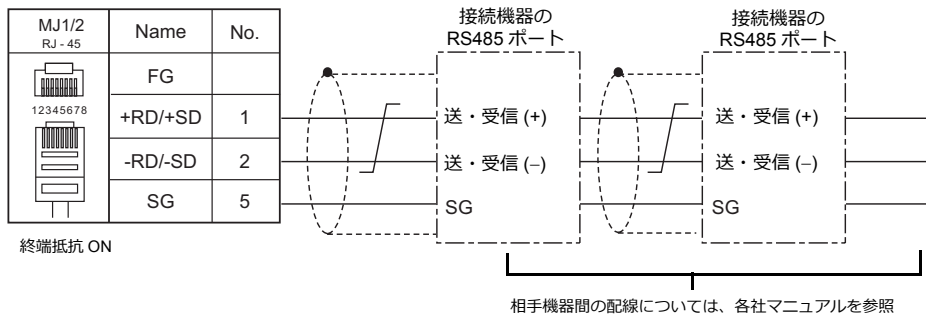 MJ1/2
RJ - 45
Name
No.
12345678
FG
+RD/+SD
1
-RD/-SD
2
SG
5
終端抵抗 ON
接続機器の
RS485 ポート
送・受信 (+)
送・受信 (−)
SG
接続機器の
RS485 ポート
送・受信 (+)
送・受信 (−)
SG
相手機器間の配線については、各社マニュアルを参照